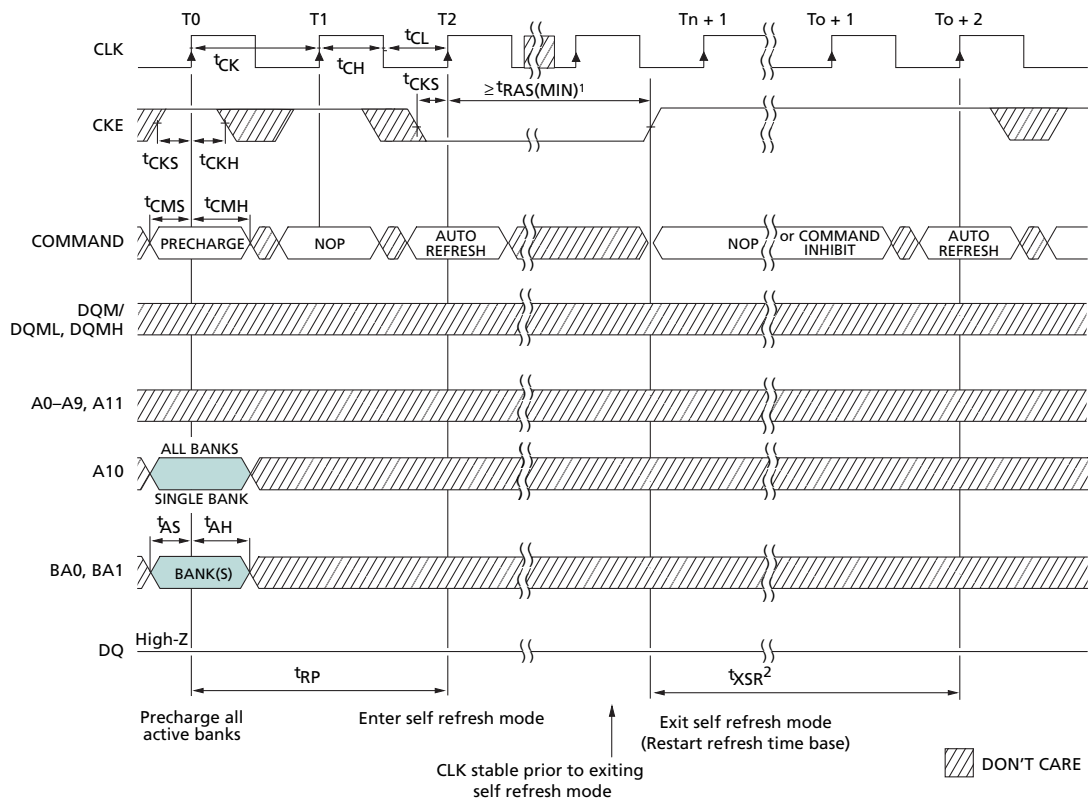 T0 T1 T2 Tn + 1 To + 1 To + 2
CLK
tCK tCH tCL
tCKS ≥tRAS(MIN)1
CKE
tCKS tCKH
tCMS tCMH
COMMAND PRECHARGE NOP AUTO REFRESH NOP or COMMAND INHIBIT AUTO REFRESH
DQM/
DQML, DQMH
A0–A9, A11
ALL BANKS
A10
SINGLE BANK
tAS tAH
BA0, BA1 BANK(S)
High-Z
DQ
tRP tXSR2
Precharge all
active banks
Enter self refresh mode
Exit self refresh mode
(Restart refresh time base)
CLK stable prior to exiting
self refresh mode
DON'T CARE